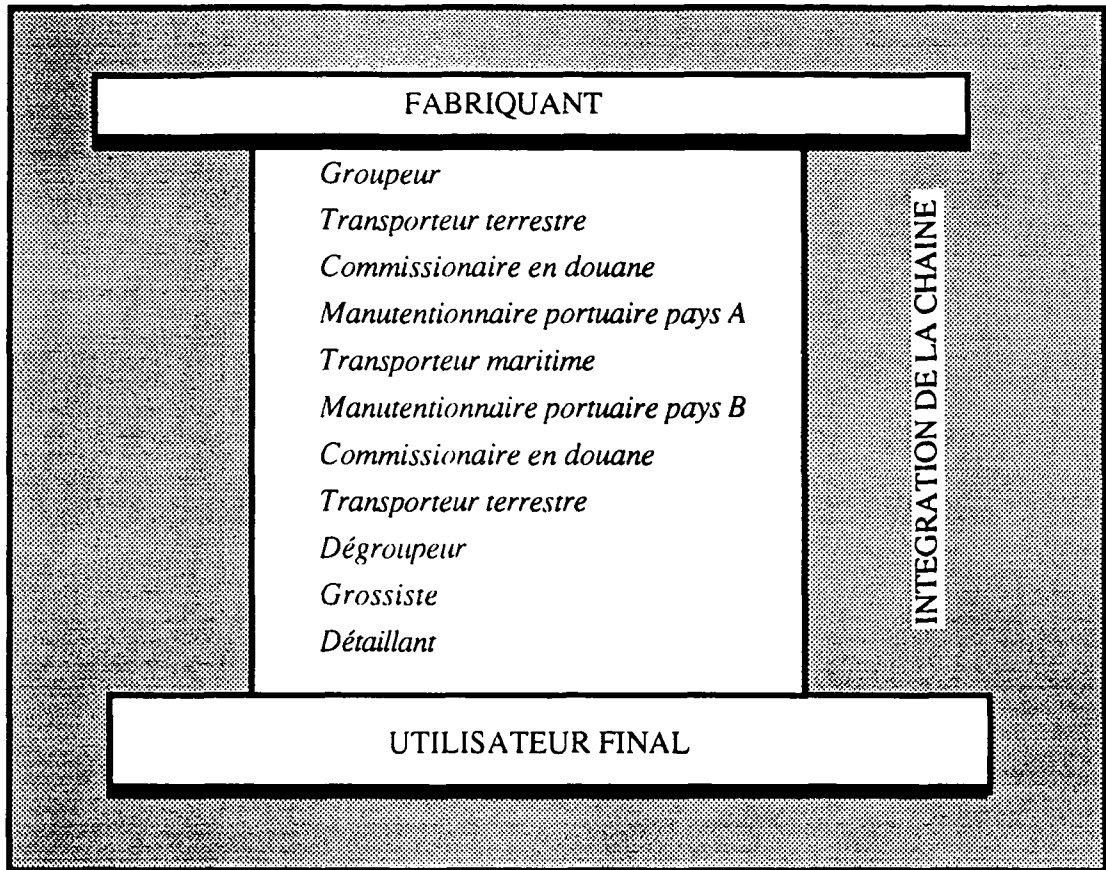 FABRIQUANT
Groupeur
Transporteur terrestre
Commissionaire en douane
Manutentionnaire portuaire pays A
Transporteur maritime
Manutentionnaire portuaire pays B
Commissionaire en douane
Transporteur terrestre
Dégroupeur
Grossiste
Détaillant
UTILISATEUR FINAL
INTEGRATION DE LA CHAINE